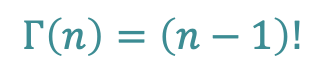 Γ(n) = (n − 1)!